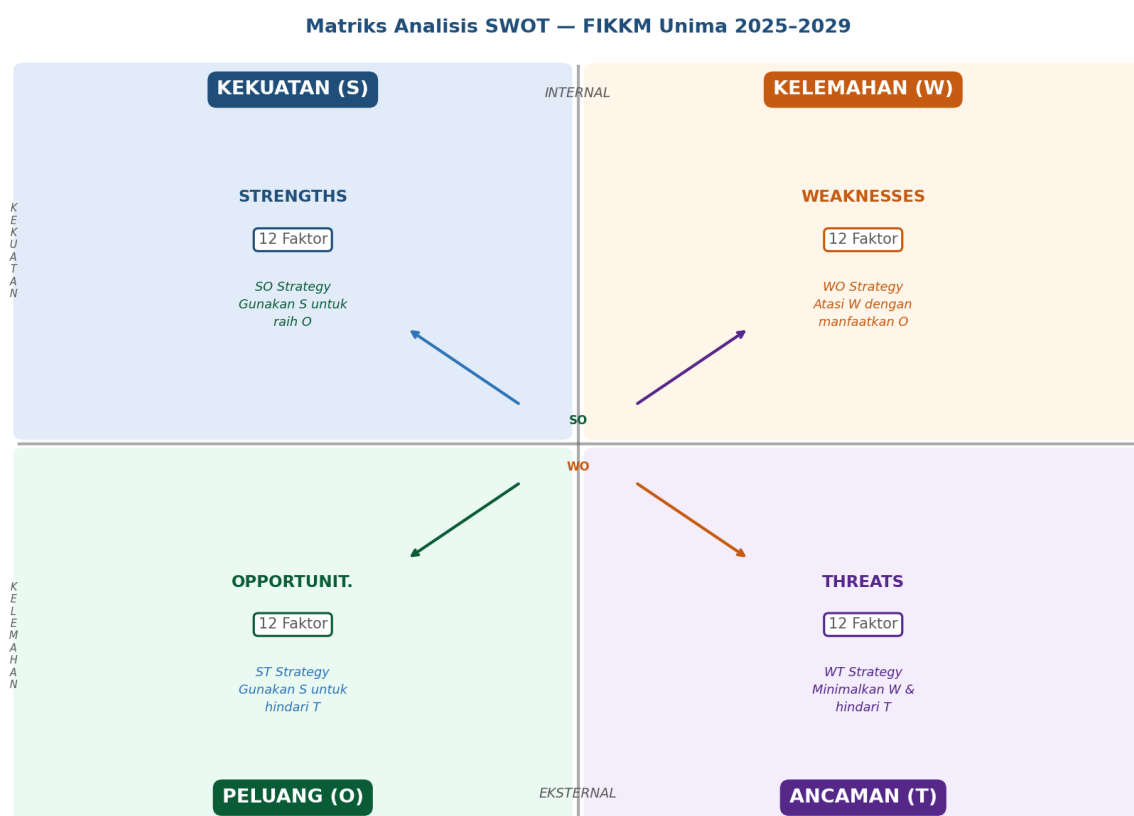 Matriks Analisis SWOT — FIKKM Unima 2025–2029
KEKUATAN (S)
INTERNAL
KELEMAHAN (W)
KEKUATAN
STRENGTHS
12 Faktor
SO Strategy
Gunakan S untuk
raih O
WEAKNESSES
12 Faktor
WO Strategy
Atasi W dengan
manfaatkan O
SO
WO
KELEMAHAN
OPPORTUNIT.
12 Faktor
ST Strategy
Gunakan S untuk
hindari T
THREATS
12 Faktor
WT Strategy
Minimalkan W &
hindari T
PELUANG (O)
EKSTERNAL
ANCAMAN (T)